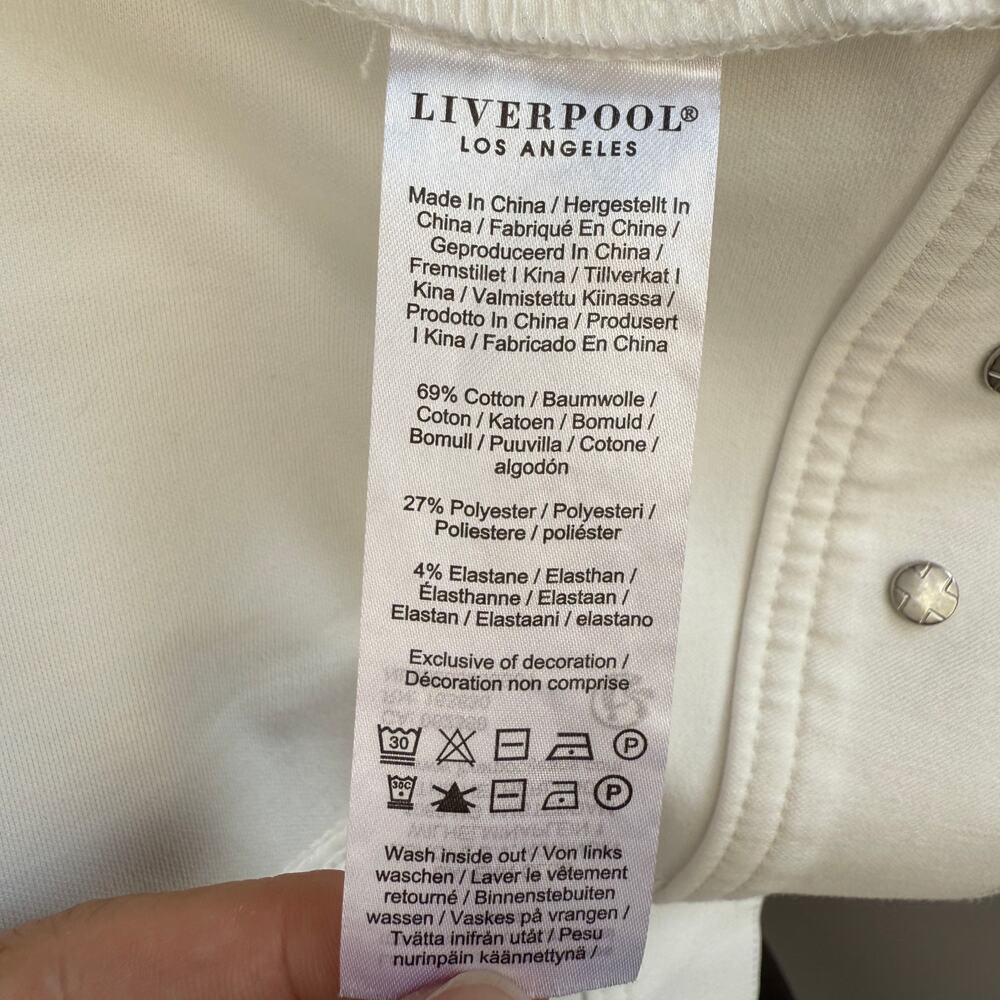 LIVERPOOL®
LOS ANGELES
Made In China / Hergestellt In
China / Fabriqué En Chine /
Geproduceerd In China /
Fremstillet I Kina / Tillverkat I
Kina / Valmistettu Kiinassa /
Prodotto In China / Produsert
I Kina / Fabricado En China
69% Cotton / Baumwolle /
Coton / Katoen / Bomuld /
Bomull / Puuvilla / Cotone /
algodón
27% Polyester / Polyesteri /
Poliestere / poliéster
4% Elastane / Elasthan /
Élasthanne / Elastaan /
Elastan / Elastaani / elastano
Exclusive of decoration /
Décoration non comprise
30 P
30C P
Wash inside out / Von links
waschen / Laver le vêtement
retourné / Binnenstebuiten
wassen / Vaskes på vrangen /
Tvätta inifrån utåt / Pesu
nurinpäin käännettynä /